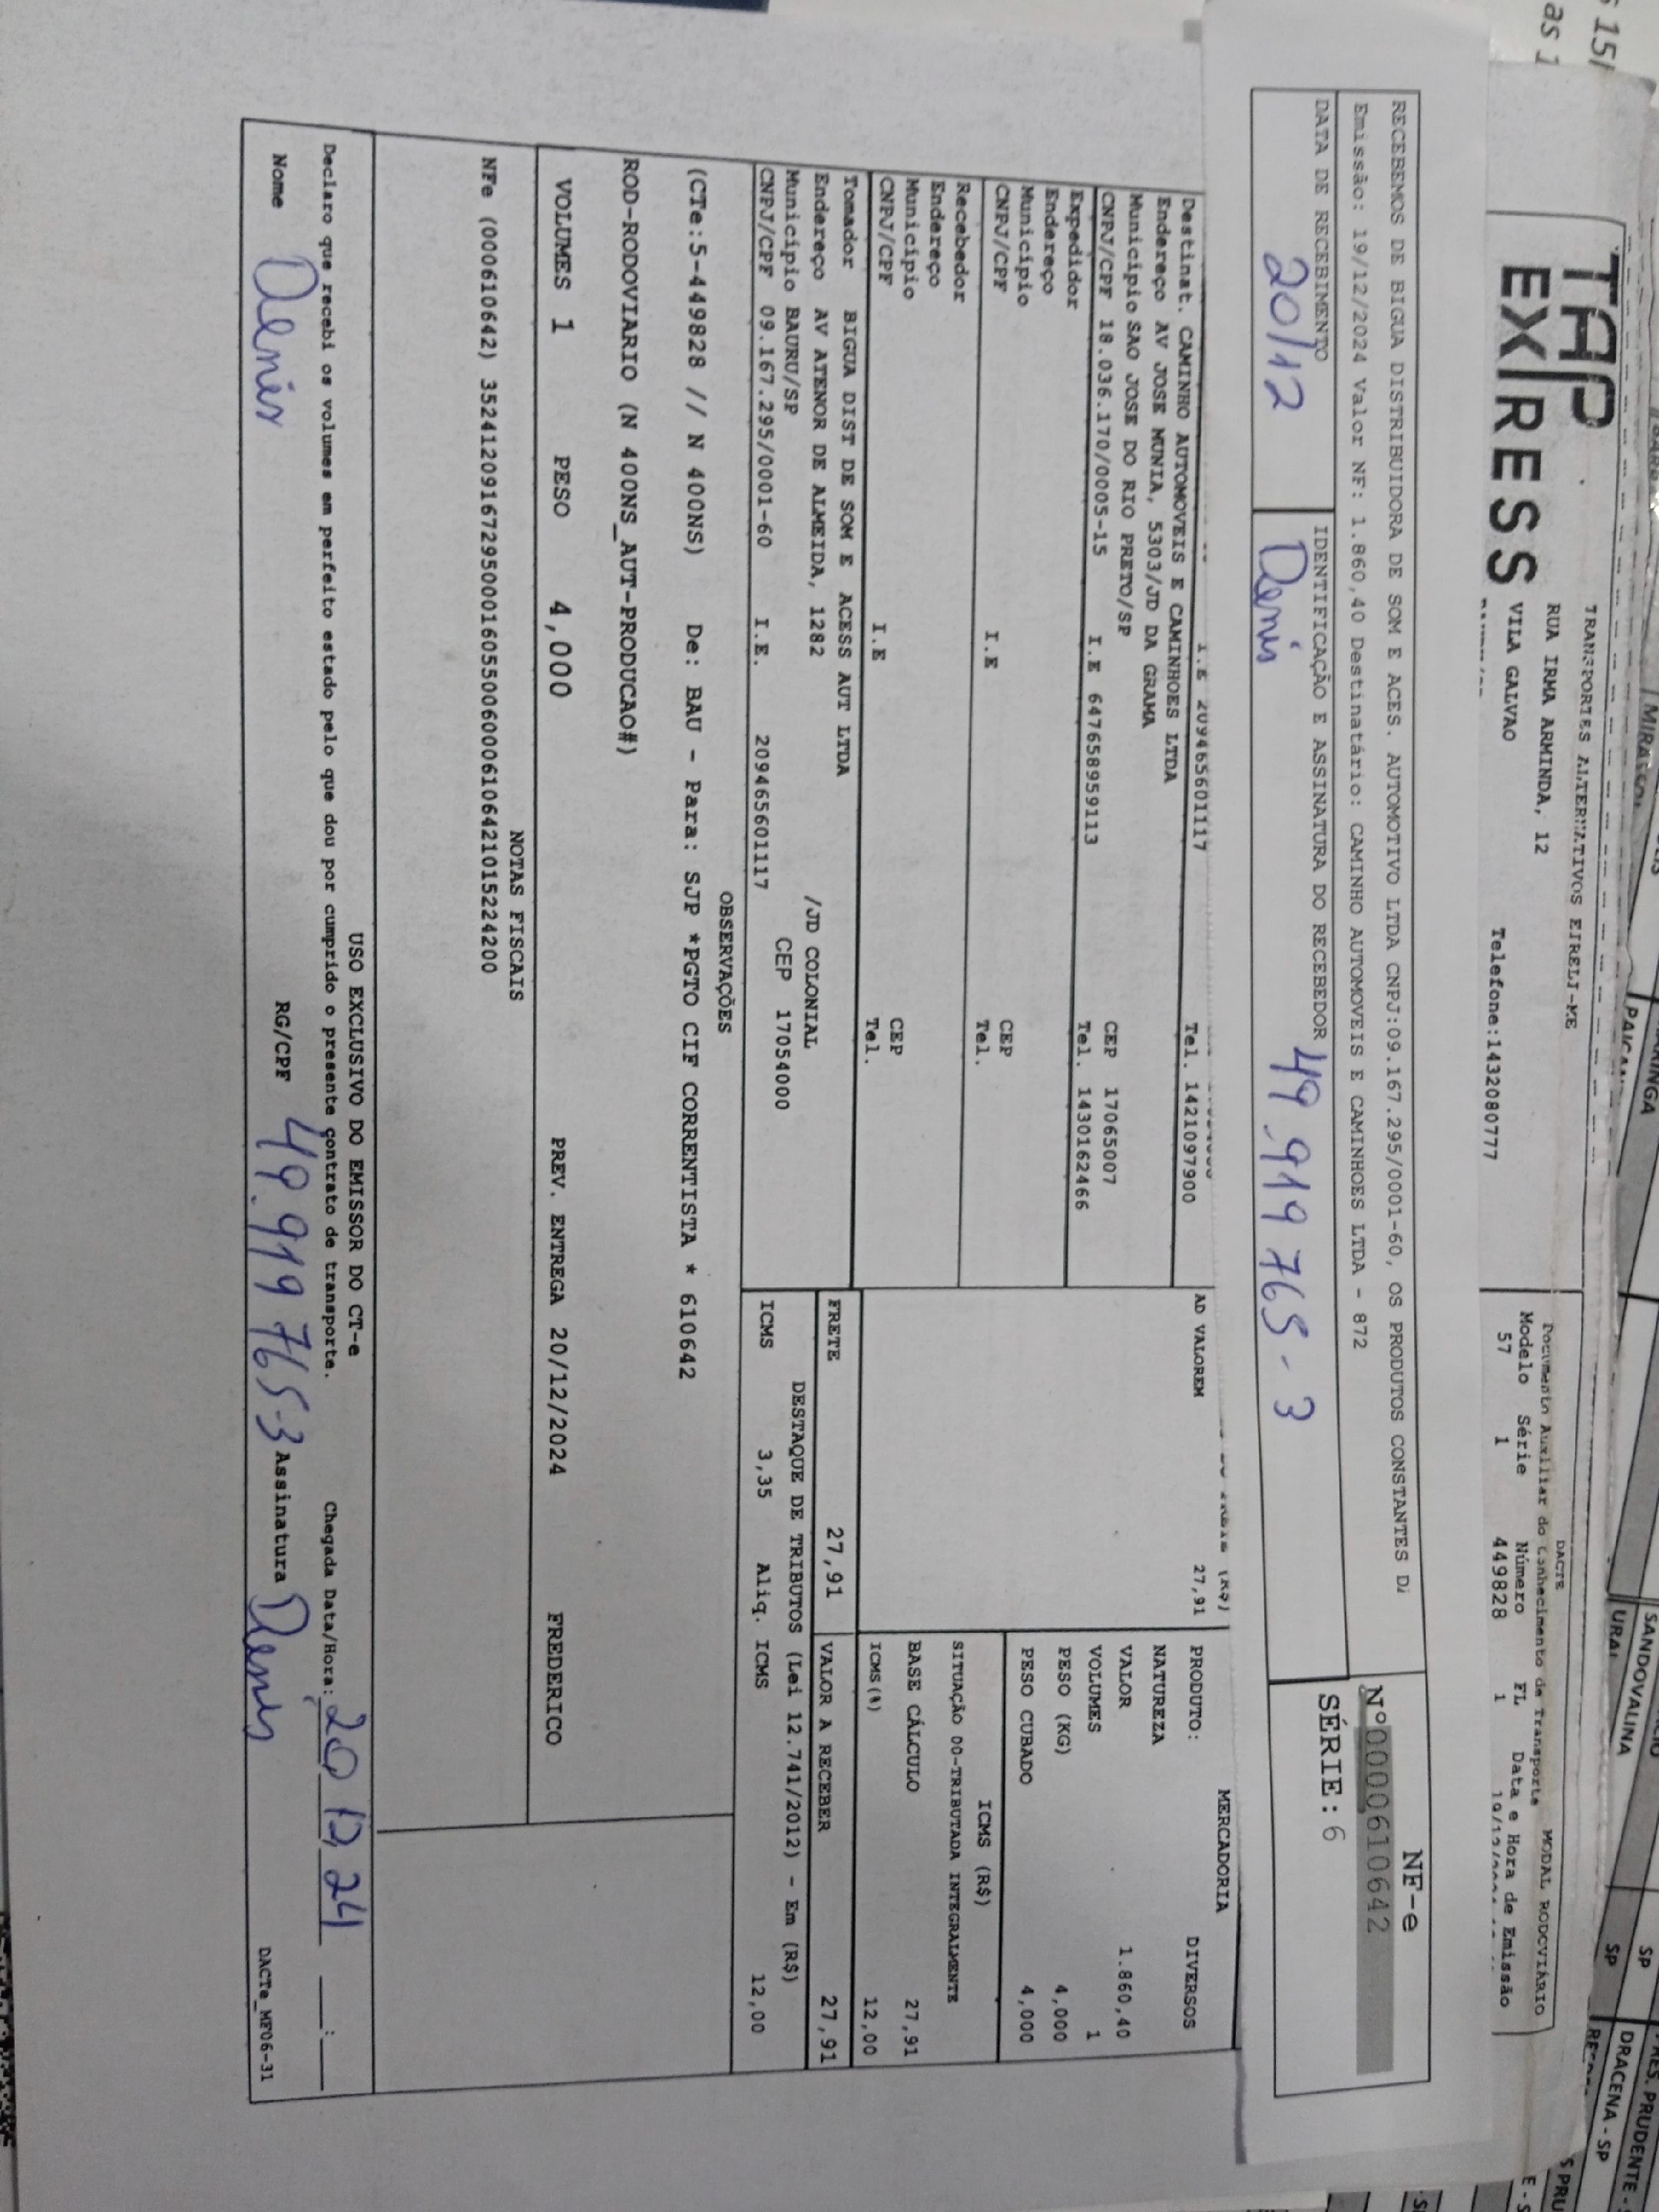 TAP
EX/RESS
TRANSPORTES ALTERNATIVOS EIRELI-ME
RUA IRMA ARMINDA, 12
VILA GALVAO
Telefone:1432080777
DACTE
Documento Auxiliar do Conhecimento de Transporte
MODAL RODOVIÁRIO
Modelo Série Número FL Data e Hora de Emissão
57 1 449828 1
RECEBEMOS DE BIGUA DISTRIBUIDORA DE SOM E ACES. AUTOMOTIVO LTDA CNPJ:09.167.295/0001-60, OS PRODUTOS CONSTANTES
Emissão: 19/12/2024 Valor NF: 1.860,40 Destinatário: CAMINHO AUTOMOVEIS E CAMINHOES LTDA - 872
DATA DE RECEBIMENTO
20/12
IDENTIFICAÇÃO E ASSINATURA DO RECEBEDOR
Denis 49.919 765-3
NF-e
Nº000610642
SÉRIE:6
I.E 209465601117
Destinat. CAMINHO AUTOMOVEIS E CAMINHOES LTDA Tel. 1421097900
Endereço AV JOSE MUNIA, 5303/JD DA GRAMA
Municipio SAO JOSE DO RIO PRETO/SP CEP 17065007
CNPJ/CPF 18.036.170/0005-15 I.E 647658959113 Tel. 1430162466
Expedidor
Endereço
Municipio CEP
CNPJ/CPF I.E Tel.
Recebedor
Endereço
Municipio CEP
CNPJ/CPF I.E Tel.
Tomador BIGUA DIST DE SOM E ACESS AUT LTDA
Endereço AV ATENOR DE ALMEIDA, 1282 /JD COLONIAL
Municipio BAURU/SP CEP 17054000
CNPJ/CPF 09.167.295/0001-60 I.E. 209465601117
AD VALOREM 27,91
FRETE 27,91
VALOR A RECEBER 27,91
MERCADORIA
PRODUTO: DIVERSOS
NATUREZA
VALOR 1.860,40
VOLUMES 1
PESO (KG) 4,000
PESO CUBADO 4,000
ICMS (R$)
SITUAÇÃO 00-TRIBUTADA INTEGRALMENTE
BASE CÁLCULO 27,91
ICMS(%) 12,00
DESTAQUE DE TRIBUTOS (Lei 12.741/2012) - Em (R$)
ICMS 3,35 Aliq. ICMS 12,00
OBSERVAÇÕES
(CTe:5-449828 // N 400NS) De: BAU - Para: SJP *PGTO CIF CORRENTISTA * 610642
ROD-RODOVIARIO (N 400NS_AUT-PRODUCAO#)
VOLUMES 1 PESO 4,000 PREV. ENTREGA 20/12/2024 FREDERICO
NOTAS FISCAIS
NFe (000610642) 35241209167295000160550060006106421015224200
USO EXCLUSIVO DO EMISSOR DO CT-e
Declaro que recebi os volumes em perfeito estado pelo que dou por cumprido o presente contrato de transporte. Chegada Data/Hora: 20 12 24 __:__
Nome Denis RG/CPF 49.919 765-3 Assinatura Denis
DACTe_MF06-31
SANDOVALINA
SP
DRACENA - SP